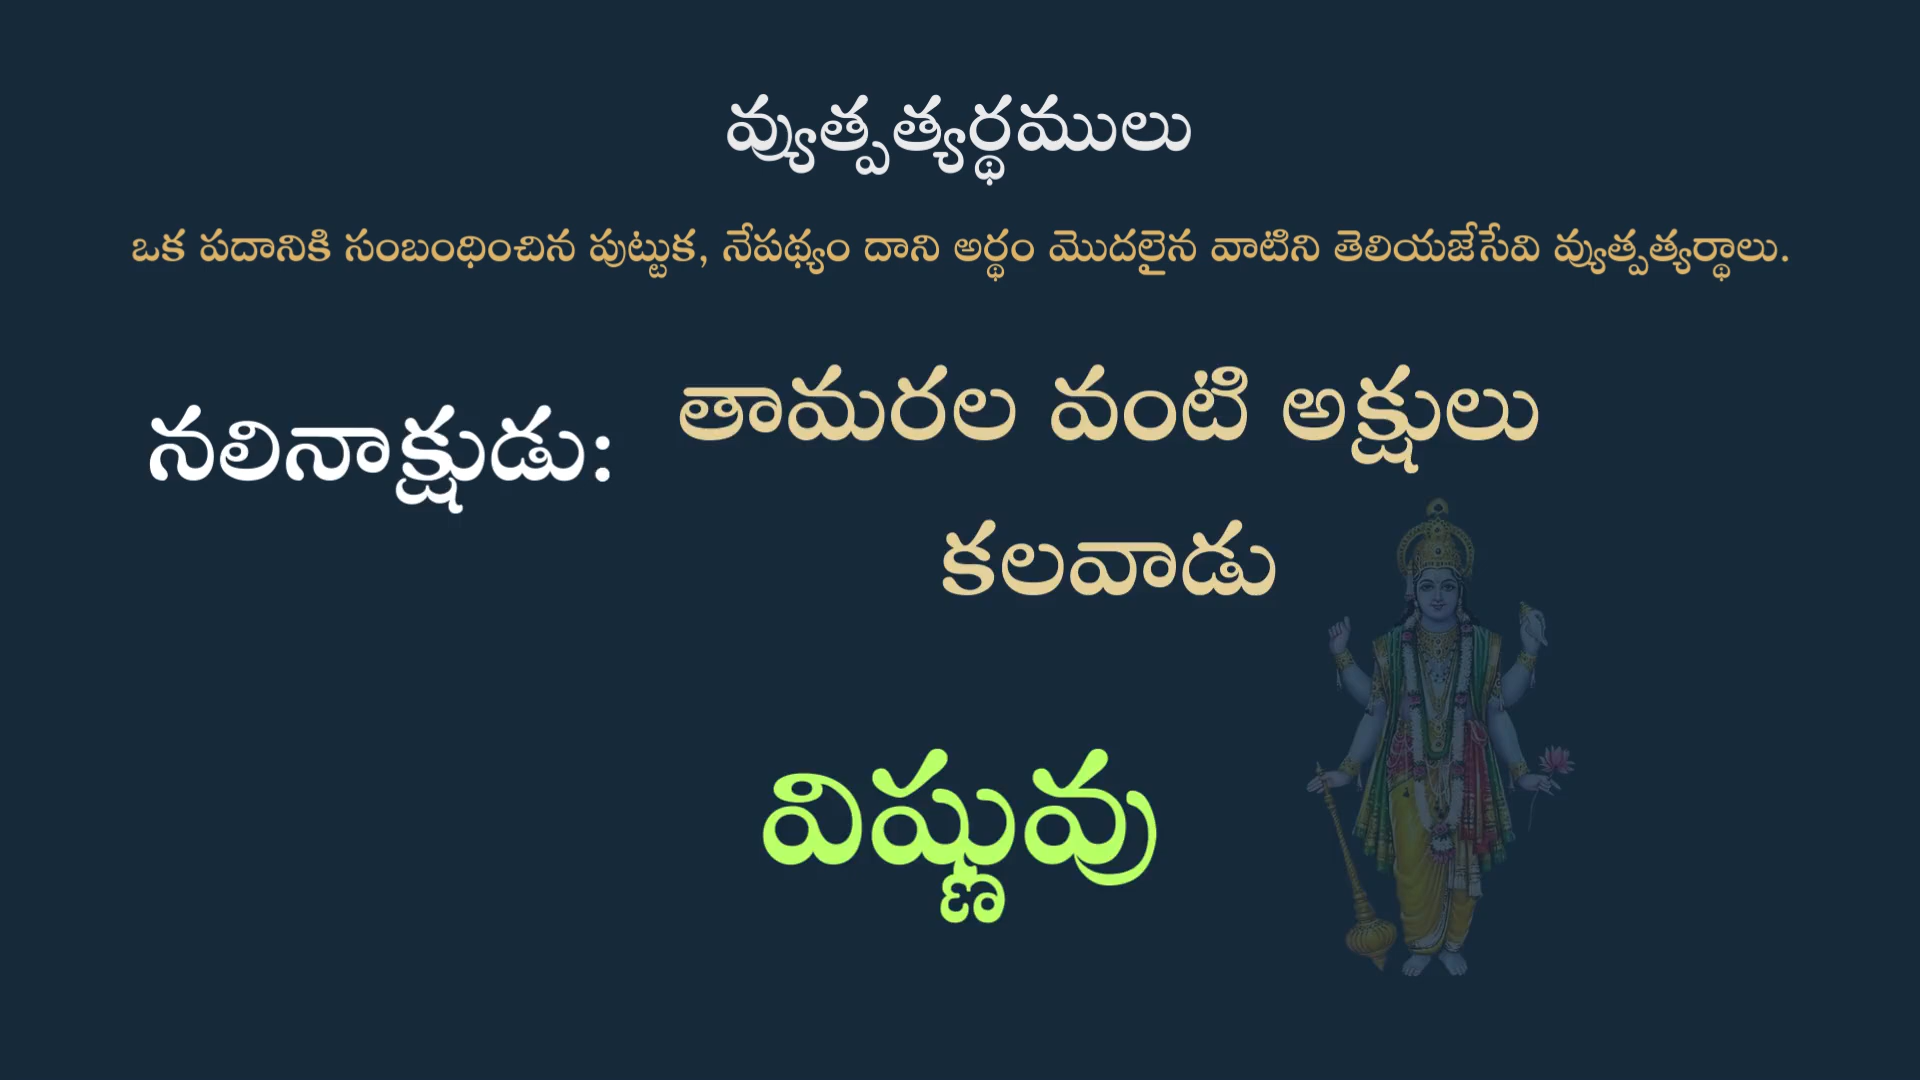 వ్యుత్పత్యర్థములు
ఒక పదానికి సంబంధించిన పుట్టుక, నేపథ్యం దాని అర్థం మొదలైన వాటిని తెలియజేసేవి వ్యుత్పత్యర్థాలు.
నలినాక్షుడు: తామరల వంటి అక్షులు
కలవాడు
విష్ణువు